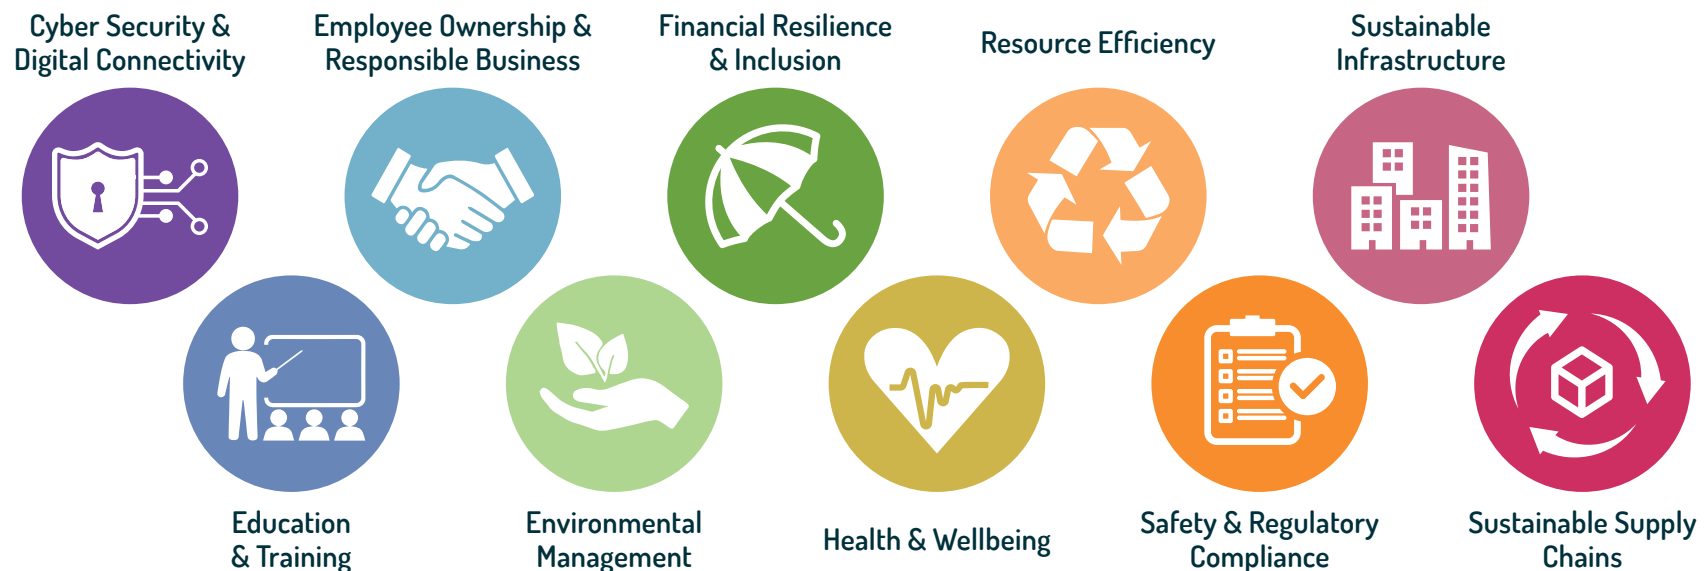 Cyber Security &
Digital Connectivity
Employee Ownership &
Responsible Business
Financial Resilience
& Inclusion
Resource Efficiency
Sustainable
Infrastructure
Education
& Training
Environmental
Management
Health & Wellbeing
Safety & Regulatory
Compliance
Sustainable Supply
Chains